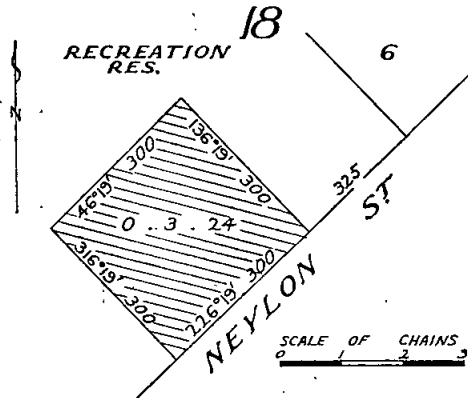 18
RECREATION
RES.
6
N
136°19' 300
46°19' 300
325
ST.
0 . 3 . 24
316°19' 300
226°19' 300
NEYLON
SCALE OF CHAINS
0 1 2 3